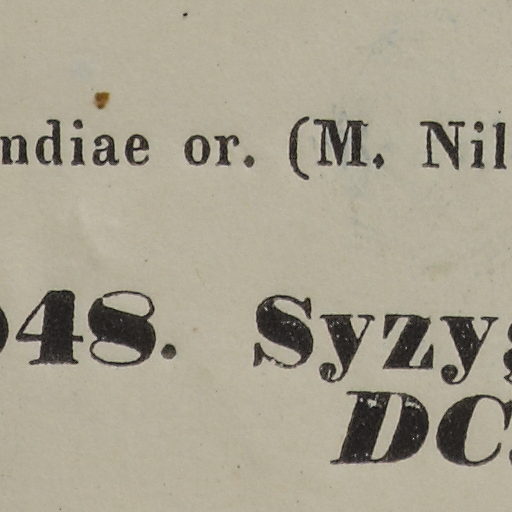 ndiae or. (M. Nil
948. Syzyg
DC.